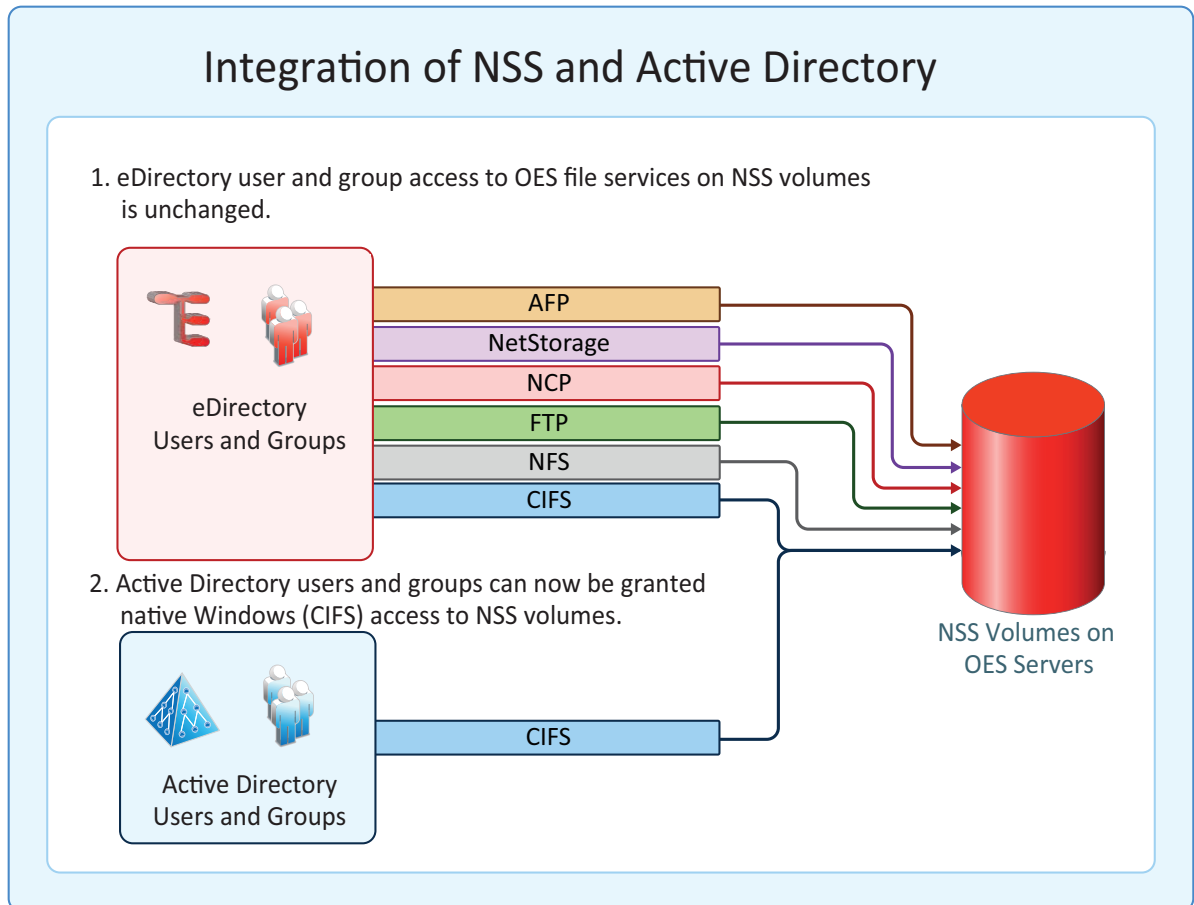 Integration of NSS and Active Directory
1. eDirectory user and group access to OES file services on NSS volumes
is unchanged.
eDirectory
Users and Groups
AFP
NetStorage
NCP
FTP
NFS
CIFS
NSS Volumes on
OES Servers
2. Active Directory users and groups can now be granted
native Windows (CIFS) access to NSS volumes.
Active Directory
Users and Groups
CIFS